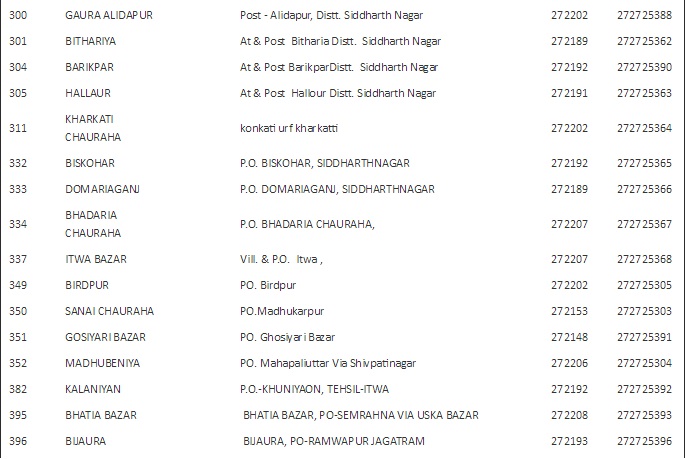 300 GAURA ALIDAPUR Post - Alidapur, Distt. Siddharth Nagar 272202 272725388
301 BITHARIYA At & Post Bitharia Distt. Siddharth Nagar 272189 272725362
304 BARIKPAR At & Post BarikparDistt. Siddharth Nagar 272192 272725390
305 HALLAUR At & Post Hallour Distt. Siddharth Nagar 272191 272725363
311 KHARKATI CHAURAHA konkati urf kharkatti 272202 272725364
332 BISKOHAR P.O. BISKOHAR, SIDDHARTHNAGAR 272192 272725365
333 DOMARIAGANJ P.O. DOMARIAGANJ, SIDDHARTHNAGAR 272189 272725366
334 BHADARIA CHAURAHA P.O. BHADARIA CHAURAHA, 272207 272725367
337 ITWA BAZAR Vill. & P.O. Itwa , 272207 272725368
349 BIRDPUR PO. Birdpur 272202 272725305
350 SANAI CHAURAHA PO.Madhukarpur 272153 272725303
351 GOSIYARI BAZAR PO. Ghosiyari Bazar 272148 272725391
352 MADHUBENIYA PO. Mahapaliuttar Via Shivpatinagar 272206 272725304
382 KALANIYAN P.O.-KHUNIYAON, TEHSIL-ITWA 272192 272725392
395 BHATIA BAZAR BHATIA BAZAR, PO-SEMRAHNA VIA USKA BAZAR 272208 272725393
396 BIJAURA BIJAURA, PO-RAMWAPUR JAGATRAM 272193 272725396